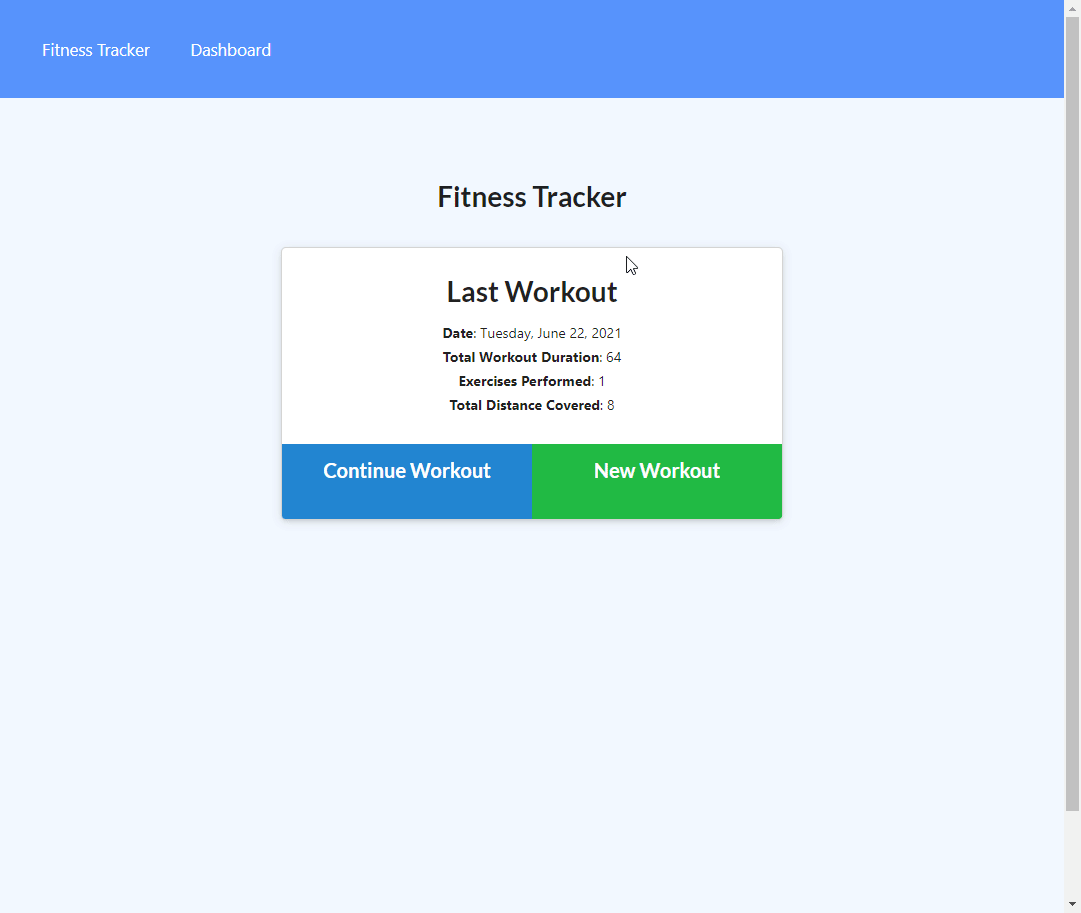 Fitness Tracker Dashboard
Fitness Tracker
Last Workout
Date: Tuesday, June 22, 2021
Total Workout Duration: 64
Exercises Performed: 1
Total Distance Covered: 8
Continue Workout New Workout